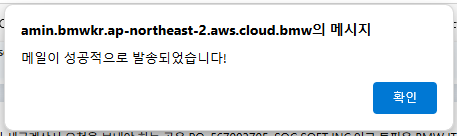 amin.bmwkr.ap-northeast-2.aws.cloud.bmw의 메시지
메일이 성공적으로 발송되었습니다!
확인